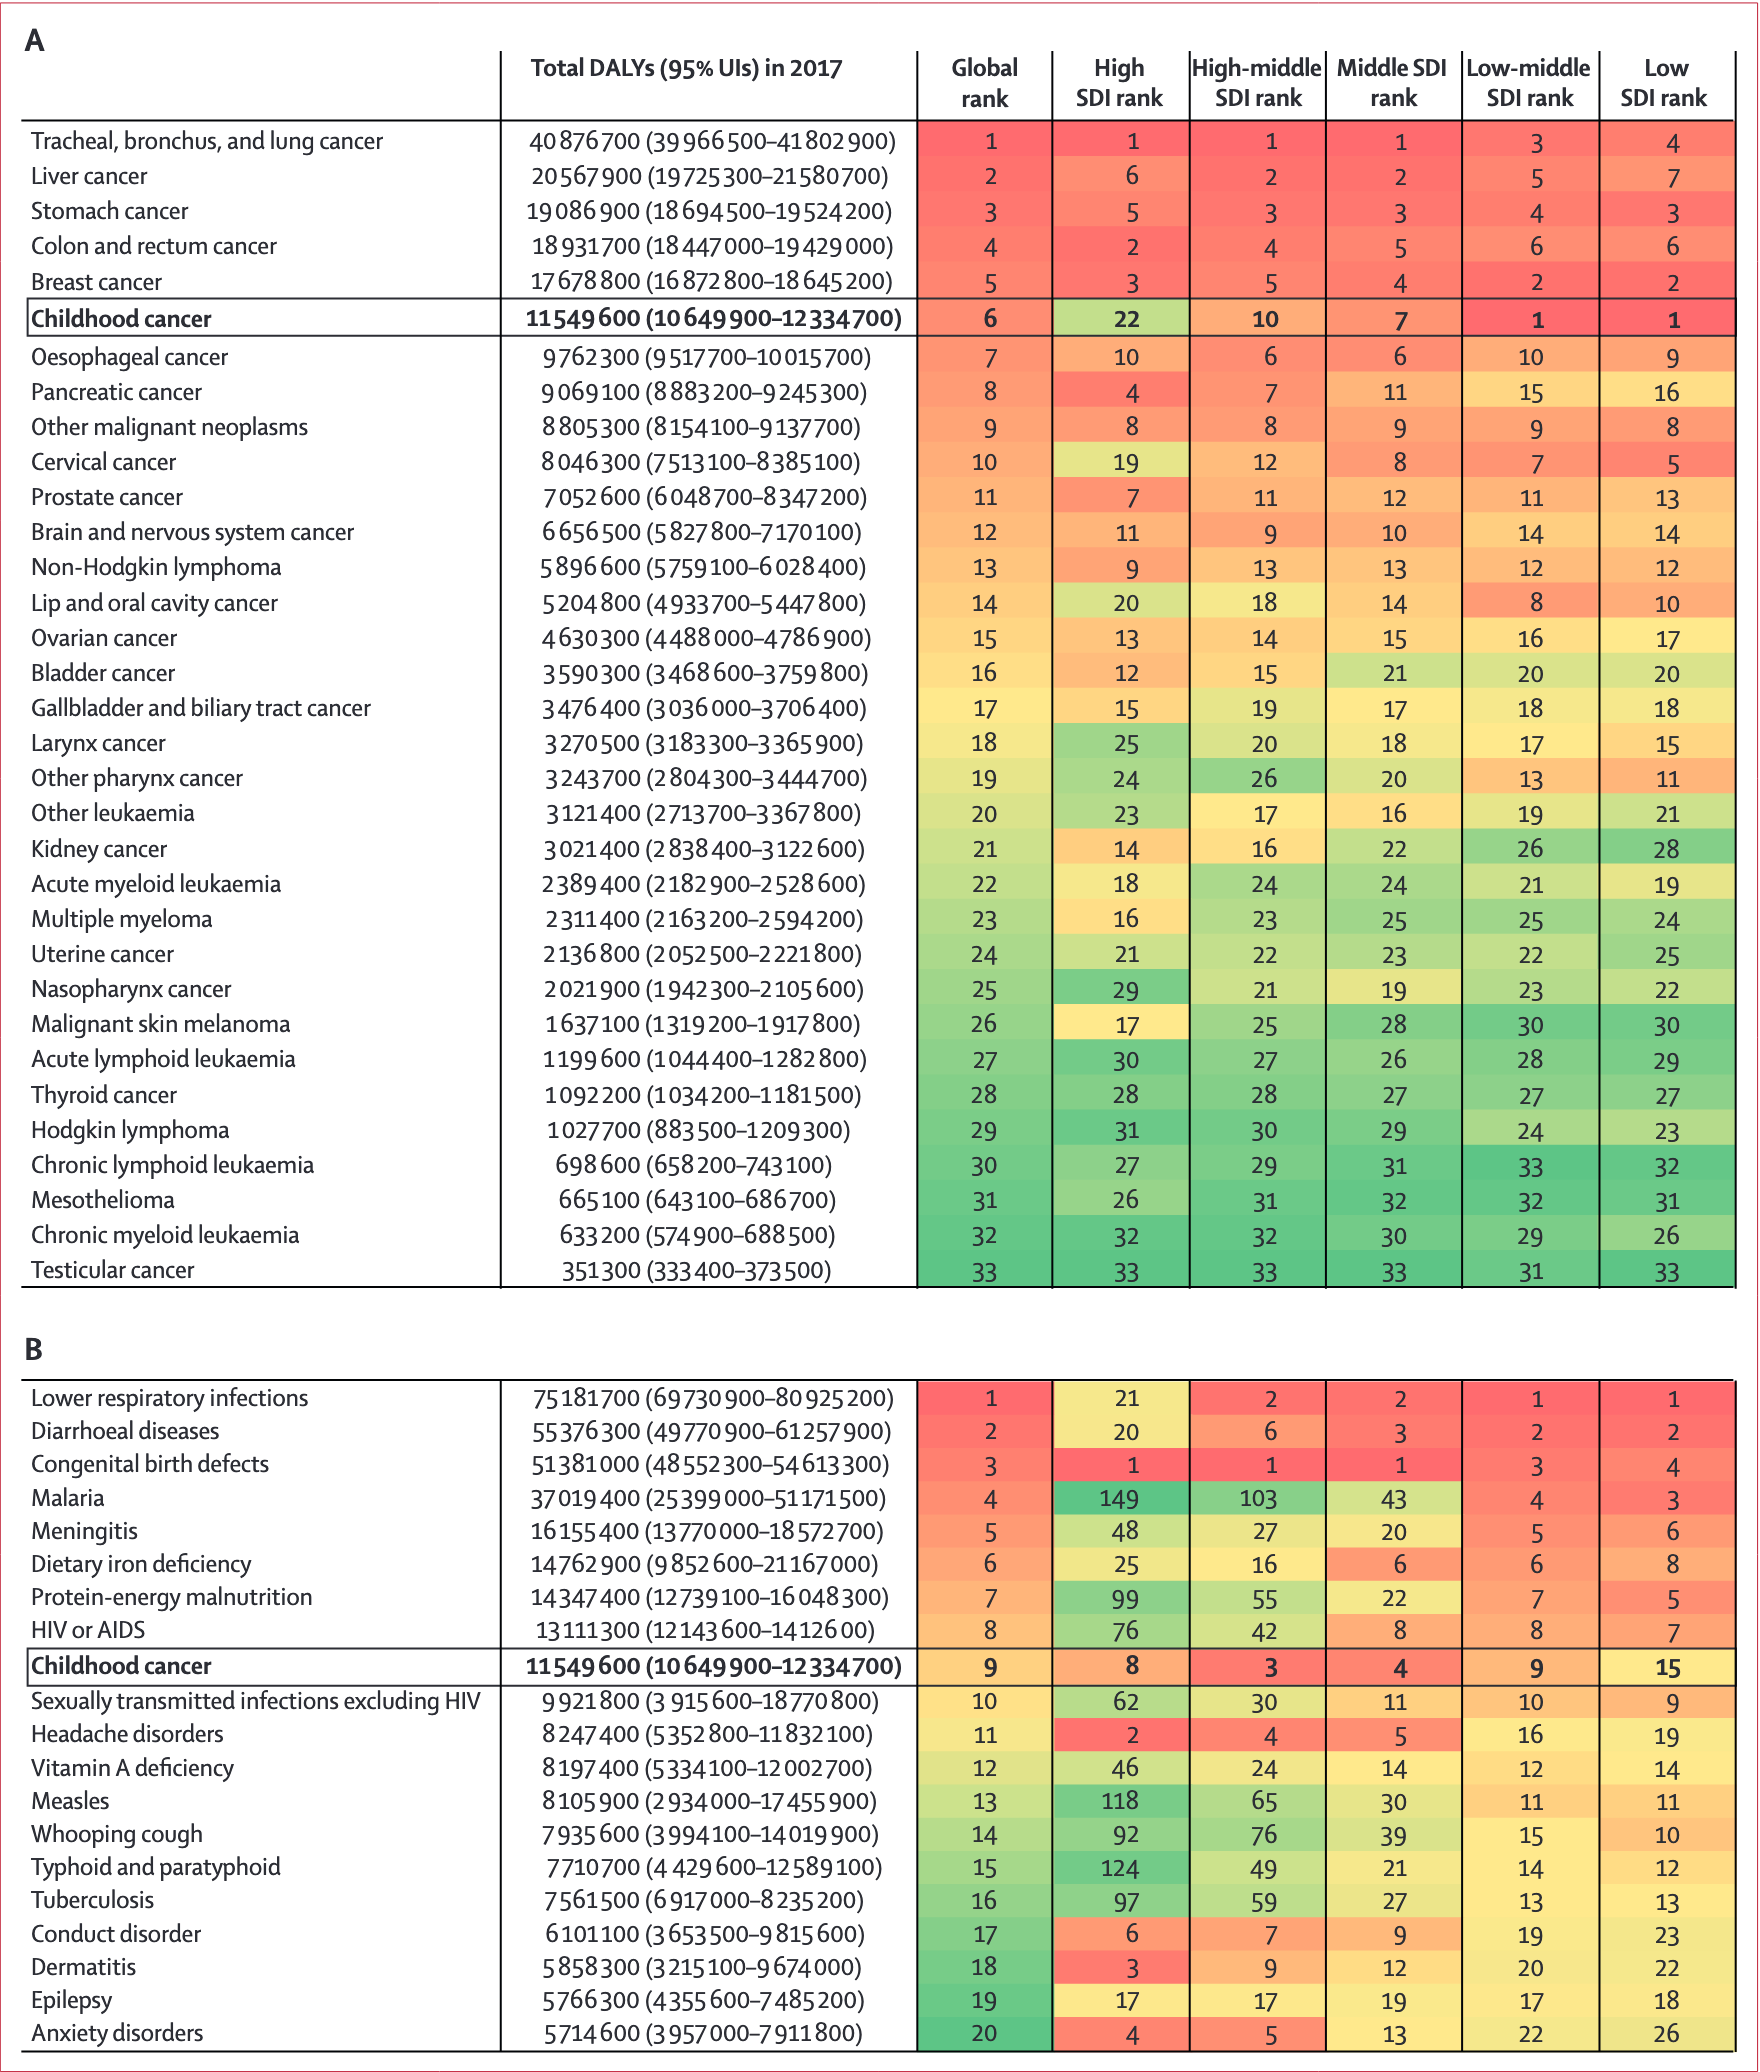 A
Total DALYs (95% UIs) in 2017 Global rank High SDI rank High-middle SDI rank Middle SDI rank Low-middle SDI rank Low SDI rank
Tracheal, bronchus, and lung cancer 40 876 700 (39 966 500–41 802 900) 1 1 1 1 3 4
Liver cancer 20 567 900 (19 725 300–21 580 700) 2 6 2 2 5 7
Stomach cancer 19 086 900 (18 694 500–19 524 200) 3 5 3 3 4 3
Colon and rectum cancer 18 931 700 (18 447 000–19 429 000) 4 2 4 5 6 6
Breast cancer 17 678 800 (16 872 800–18 645 200) 5 3 5 4 2 2
Childhood cancer 11 549 600 (10 649 900–12 334 700) 6 22 10 7 1 1
Oesophageal cancer 9 762 300 (9 517 700–10 015 700) 7 10 6 6 10 9
Pancreatic cancer 9 069 100 (8 883 200–9 245 300) 8 4 7 11 15 16
Other malignant neoplasms 8 805 300 (8 154 100–9 137 700) 9 8 8 9 9 8
Cervical cancer 8 046 300 (7 513 100–8 385 100) 10 19 12 8 7 5
Prostate cancer 7 052 600 (6 048 700–8 347 200) 11 7 11 12 11 13
Brain and nervous system cancer 6 656 500 (5 827 800–7 170 100) 12 11 9 10 14 14
Non-Hodgkin lymphoma 5 896 600 (5 759 100–6 028 400) 13 9 13 13 12 12
Lip and oral cavity cancer 5 204 800 (4 933 700–5 447 800) 14 20 18 14 8 10
Ovarian cancer 4 630 300 (4 488 000–4 786 900) 15 13 14 15 16 17
Bladder cancer 3 590 300 (3 468 600–3 759 800) 16 12 15 21 20 20
Gallbladder and biliary tract cancer 3 476 400 (3 036 000–3 706 400) 17 15 19 17 18 18
Larynx cancer 3 270 500 (3 183 300–3 365 900) 18 25 20 18 17 15
Other pharynx cancer 3 243 700 (2 804 300–3 444 700) 19 24 26 20 13 11
Other leukaemia 3 121 400 (2 713 700–3 367 800) 20 23 17 16 19 21
Kidney cancer 3 021 400 (2 838 400–3 122 600) 21 14 16 22 26 28
Acute myeloid leukaemia 2 389 400 (2 182 900–2 528 600) 22 18 24 24 21 19
Multiple myeloma 2 311 400 (2 163 200–2 594 200) 23 16 23 25 25 24
Uterine cancer 2 136 800 (2 052 500–2 221 800) 24 21 22 23 22 25
Nasopharynx cancer 2 021 900 (1 942 300–2 105 600) 25 29 21 19 23 22
Malignant skin melanoma 1 637 100 (1 319 200–1 917 800) 26 17 25 28 30 30
Acute lymphoid leukaemia 1 199 600 (1 044 400–1 282 800) 27 30 27 26 28 29
Thyroid cancer 1 092 200 (1 034 200–1 181 500) 28 28 28 27 27 27
Hodgkin lymphoma 1 027 700 (883 500–1 209 300) 29 31 30 29 24 23
Chronic lymphoid leukaemia 698 600 (658 200–743 100) 30 27 29 31 33 32
Mesothelioma 665 100 (643 100–686 700) 31 26 31 32 32 31
Chronic myeloid leukaemia 633 200 (574 900–688 500) 32 32 32 30 29 26
Testicular cancer 351 300 (333 400–373 500) 33 33 33 33 31 33
B
Lower respiratory infections 75 181 700 (69 730 900–80 925 200) 1 21 2 2 1 1
Diarrhoeal diseases 55 376 300 (49 770 900–61 257 900) 2 20 6 3 2 2
Congenital birth defects 51 381 000 (48 552 300–54 613 300) 3 1 1 1 3 4
Malaria 37 019 400 (25 399 000–51 171 500) 4 149 103 43 4 3
Meningitis 16 155 400 (13 770 000–18 572 700) 5 48 27 20 5 6
Dietary iron deficiency 14 762 900 (9 852 600–21 167 000) 6 25 16 6 6 8
Protein-energy malnutrition 14 347 400 (12 739 100–16 048 300) 7 99 55 22 7 5
HIV or AIDS 13 111 300 (12 143 600–14 126 00) 8 76 42 8 8 7
Childhood cancer 11 549 600 (10 649 900–12 334 700) 9 8 3 4 9 15
Sexually transmitted infections excluding HIV 9 921 800 (3 915 600–18 770 800) 10 62 30 11 10 9
Headache disorders 8 247 400 (5 352 800–11 832 100) 11 2 4 5 16 19
Vitamin A deficiency 8 197 400 (5 334 100–12 002 700) 12 46 24 14 12 14
Measles 8 105 900 (2 934 000–17 455 900) 13 118 65 30 11 11
Whooping cough 7 935 600 (3 994 100–14 019 900) 14 92 76 39 15 10
Typhoid and paratyphoid 7 710 700 (4 429 600–12 589 100) 15 124 49 21 14 12
Tuberculosis 7 561 500 (6 917 000–8 235 200) 16 97 59 27 13 13
Conduct disorder 6 101 100 (3 653 500–9 815 600) 17 6 7 9 19 23
Dermatitis 5 858 300 (3 215 100–9 674 000) 18 3 9 12 20 22
Epilepsy 5 766 300 (4 355 600–7 485 200) 19 17 17 19 17 18
Anxiety disorders 5 714 600 (3 957 000–7 911 800) 20 4 5 13 22 26